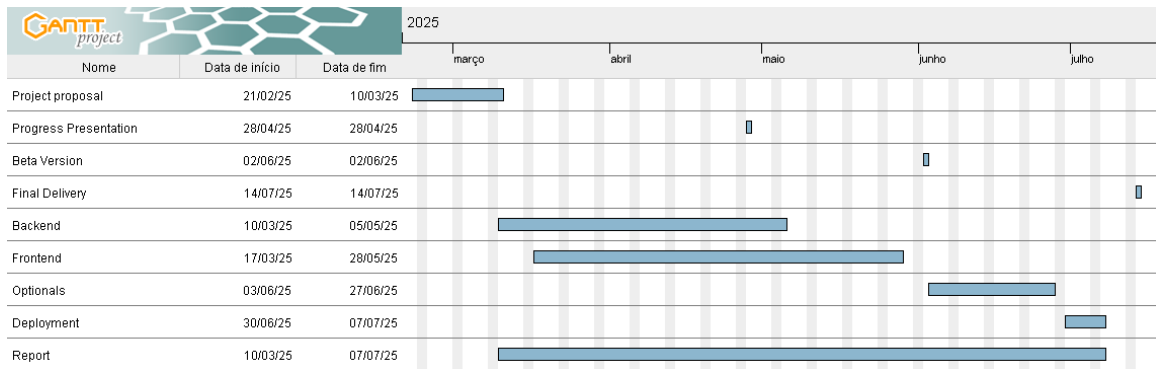 GANTT project
2025
março abril maio junho julho
Nome Data de início Data de fim
Project proposal 21/02/25 10/03/25
Progress Presentation 28/04/25 28/04/25
Beta Version 02/06/25 02/06/25
Final Delivery 14/07/25 14/07/25
Backend 10/03/25 05/05/25
Frontend 17/03/25 28/05/25
Optionals 03/06/25 27/06/25
Deployment 30/06/25 07/07/25
Report 10/03/25 07/07/25